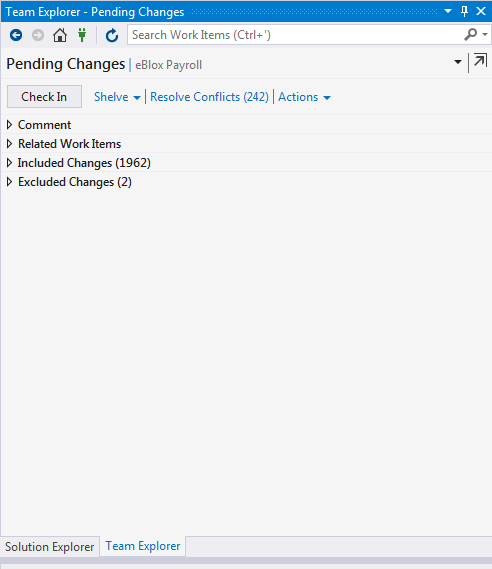 Team Explorer - Pending Changes
Search Work Items (Ctrl+')
Pending Changes | eBlox Payroll
Check In Shelve Resolve Conflicts (242) Actions
Comment
Related Work Items
Included Changes (1962)
Excluded Changes (2)
Solution Explorer Team Explorer